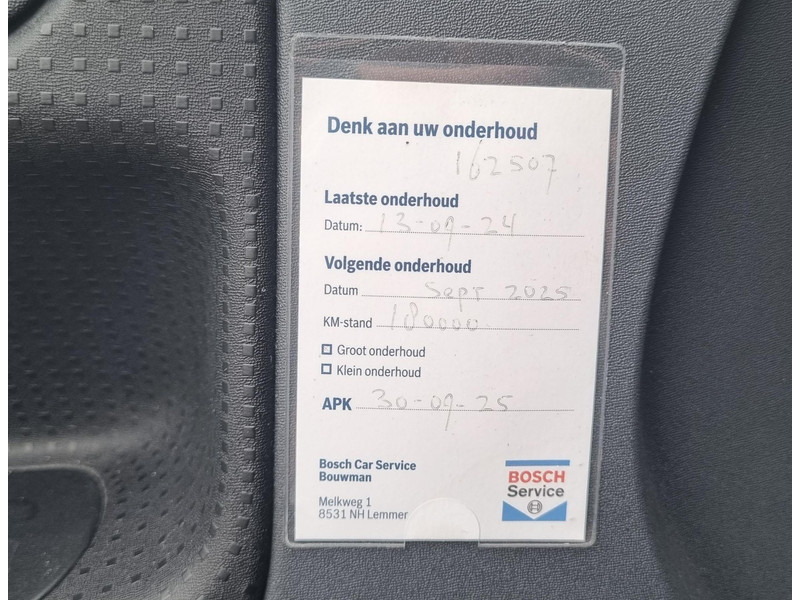 Denk aan uw onderhoud
162507
Laatste onderhoud
Datum: 13-09-24
Volgende onderhoud
Datum Sept 2025
KM-stand 180000
Groot onderhoud
Klein onderhoud
APK 30-09-25
Bosch Car Service
Bouwman
Melkweg 1
8531 NH Lemmer
BOSCH
Service